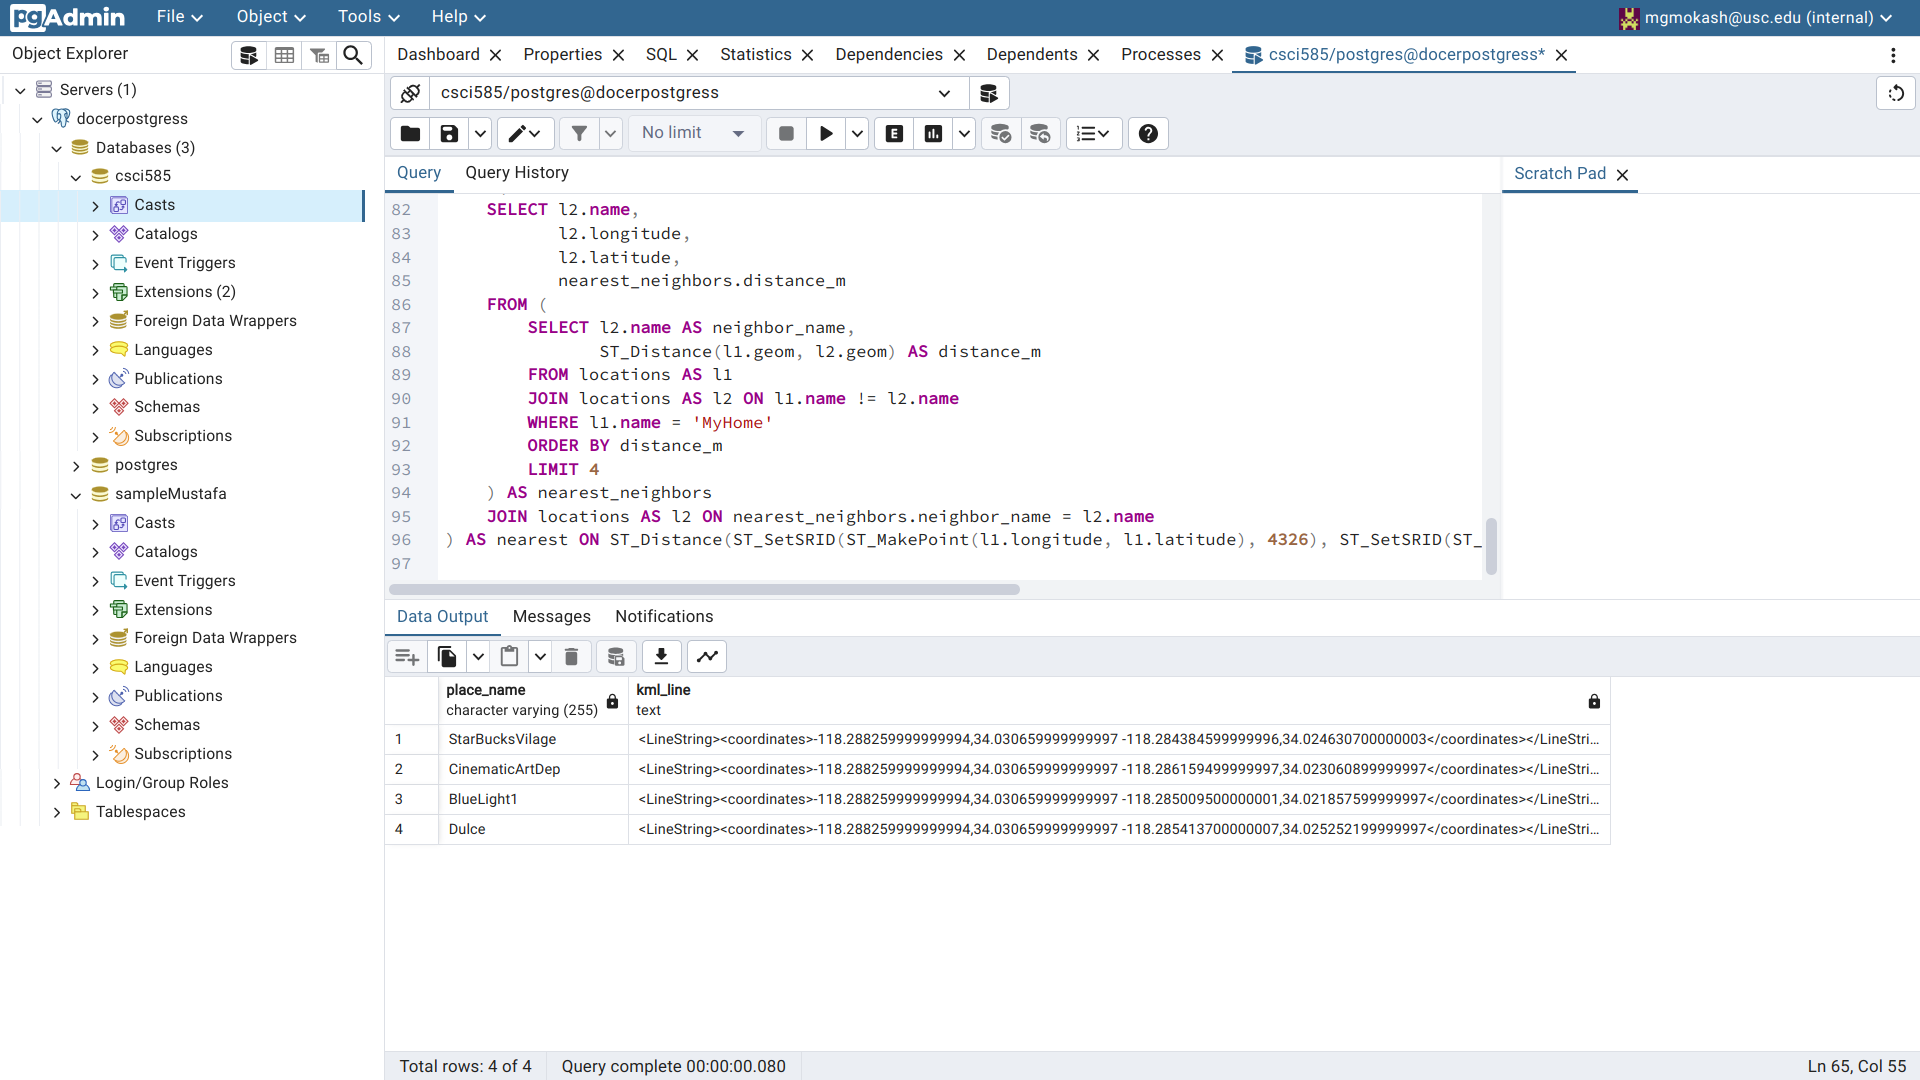 pgAdmin File Object Tools Help mgmokash@usc.edu (internal)
Object Explorer
Dashboard Properties SQL Statistics Dependencies Dependents Processes csci585/postgres@docerpostgress*
Servers (1)
docerpostgress
Databases (3)
csci585
Casts
Catalogs
Event Triggers
Extensions (2)
Foreign Data Wrappers
Languages
Publications
Schemas
Subscriptions
postgres
sampleMustafa
Casts
Catalogs
Event Triggers
Extensions
Foreign Data Wrappers
Languages
Publications
Schemas
Subscriptions
Login/Group Roles
Tablespaces
csci585/postgres@docerpostgress
No limit
E
Query Query History
Scratch Pad
82 SELECT l2.name,
83 l2.longitude,
84 l2.latitude,
85 nearest_neighbors.distance_m
86 FROM (
87 SELECT l2.name AS neighbor_name,
88 ST_Distance(l1.geom, l2.geom) AS distance_m
89 FROM locations AS l1
90 JOIN locations AS l2 ON l1.name != l2.name
91 WHERE l1.name = 'MyHome'
92 ORDER BY distance_m
93 LIMIT 4
94 ) AS nearest_neighbors
95 JOIN locations AS l2 ON nearest_neighbors.neighbor_name = l2.name
96 ) AS nearest ON ST_Distance(ST_SetSRID(ST_MakePoint(l1.longitude, l1.latitude), 4326), ST_SetSRID(ST_
97
Data Output Messages Notifications
place_name kml_line
character varying (255) text
1 StarBucksVilage <LineString><coordinates>-118.288259999999994,34.030659999999997 -118.284384599999996,34.024630700000003</coordinates></LineStri...
2 CinematicArtDep <LineString><coordinates>-118.288259999999994,34.030659999999997 -118.286159499999997,34.023060899999997</coordinates></LineStri...
3 BlueLight1 <LineString><coordinates>-118.288259999999994,34.030659999999997 -118.285009500000001,34.021857599999997</coordinates></LineStri...
4 Dulce <LineString><coordinates>-118.288259999999994,34.030659999999997 -118.285413700000007,34.025252199999997</coordinates></LineStri...
Total rows: 4 of 4 Query complete 00:00:00.080 Ln 65, Col 55